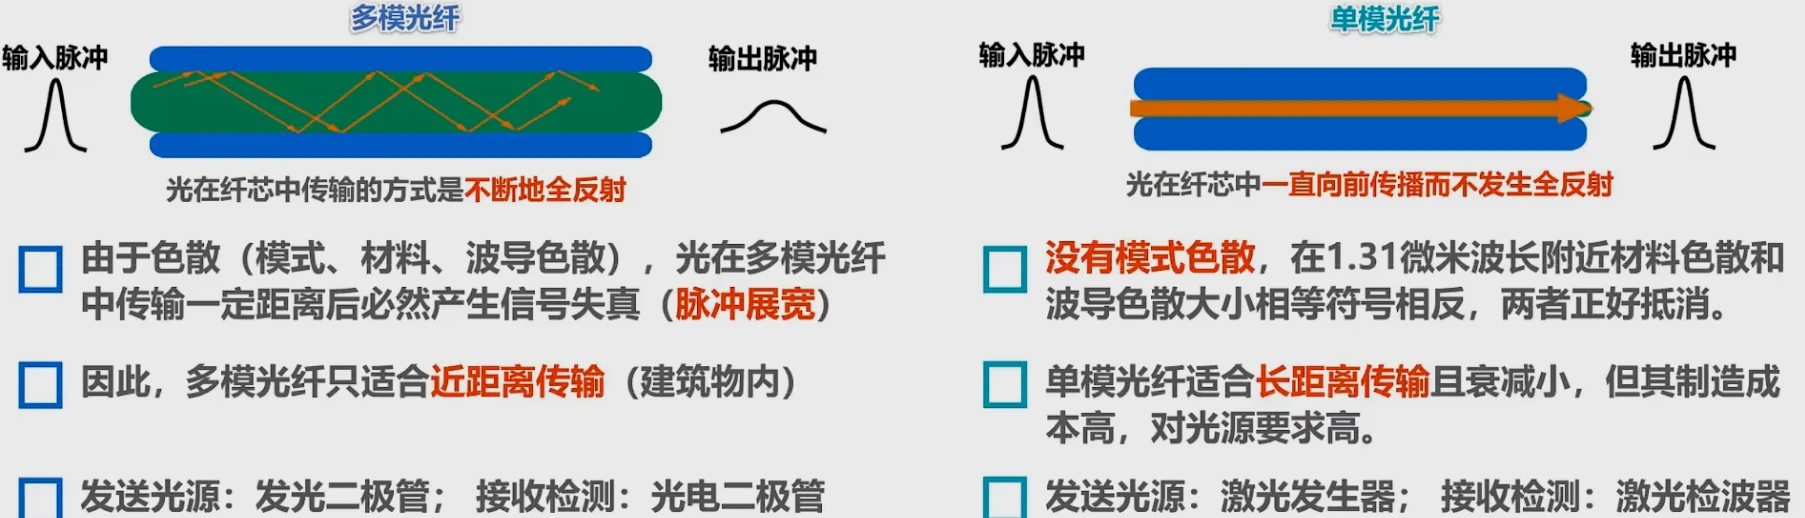 多模光纤
输入脉冲
输出脉冲
光在纤芯中传输的方式是不断地全反射
由于色散（模式、材料、波导色散），光在多模光纤
中传输一定距离后必然产生信号失真（脉冲展宽）
因此，多模光纤只适合近距离传输（建筑物内）
发送光源：发光二极管； 接收检测：光电二极管
单模光纤
输入脉冲
输出脉冲
光在纤芯中一直向前传播而不发生全反射
没有模式色散，在1.31微米波长附近材料色散和
波导色散大小相等符号相反，两者正好抵消。
单模光纤适合长距离传输且衰减小，但其制造成
本高，对光源要求高。
发送光源：激光发生器； 接收检测：激光检波器